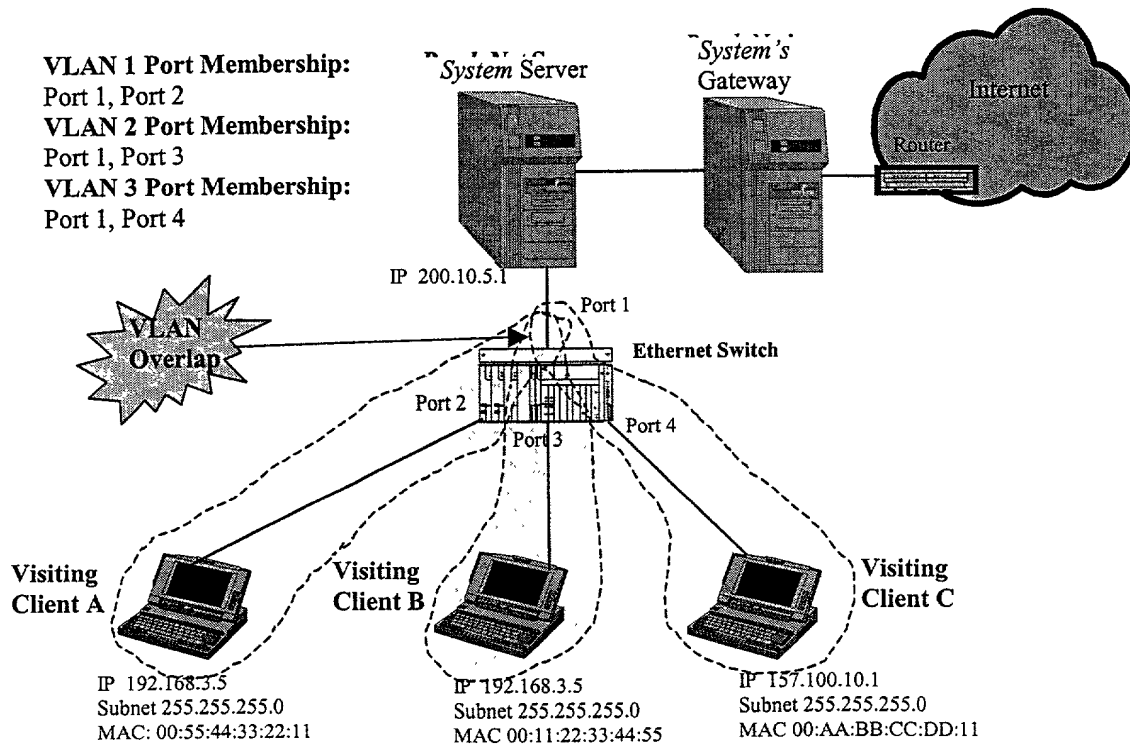 VLAN 1 Port Membership:
Port 1, Port 2
VLAN 2 Port Membership:
Port 1, Port 3
VLAN 3 Port Membership:
Port 1, Port 4
System Server
System's
Gateway
Internet
Router
IP 200.10.5.1
Port 1
VLAN
Overlap
Ethernet Switch
Port 2
Port 3
Port 4
Visiting
Client A
Visiting
Client B
Visiting
Client C
IP 192.168.3.5
Subnet 255.255.255.0
MAC: 00:55:44:33:22:11
IP 192.168.3.5
Subnet 255.255.255.0
MAC 00:11:22:33:44:55
IP 157.100.10.1
Subnet 255.255.255.0
MAC 00:AA:BB:CC:DD:11